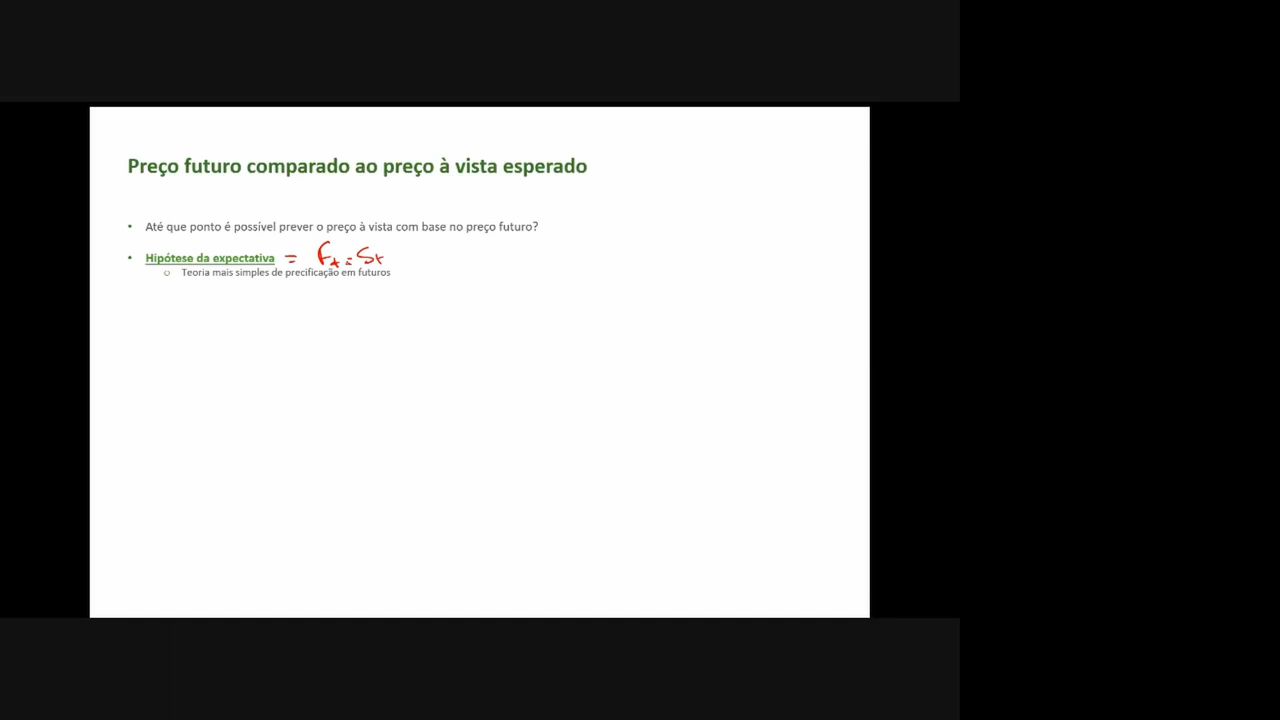 Preço futuro comparado ao preço à vista esperado
• Até que ponto é possível prever o preço à vista com base no preço futuro?
• Hipótese da expectativa = Ft = St
○ Teoria mais simples de precificação em futuros